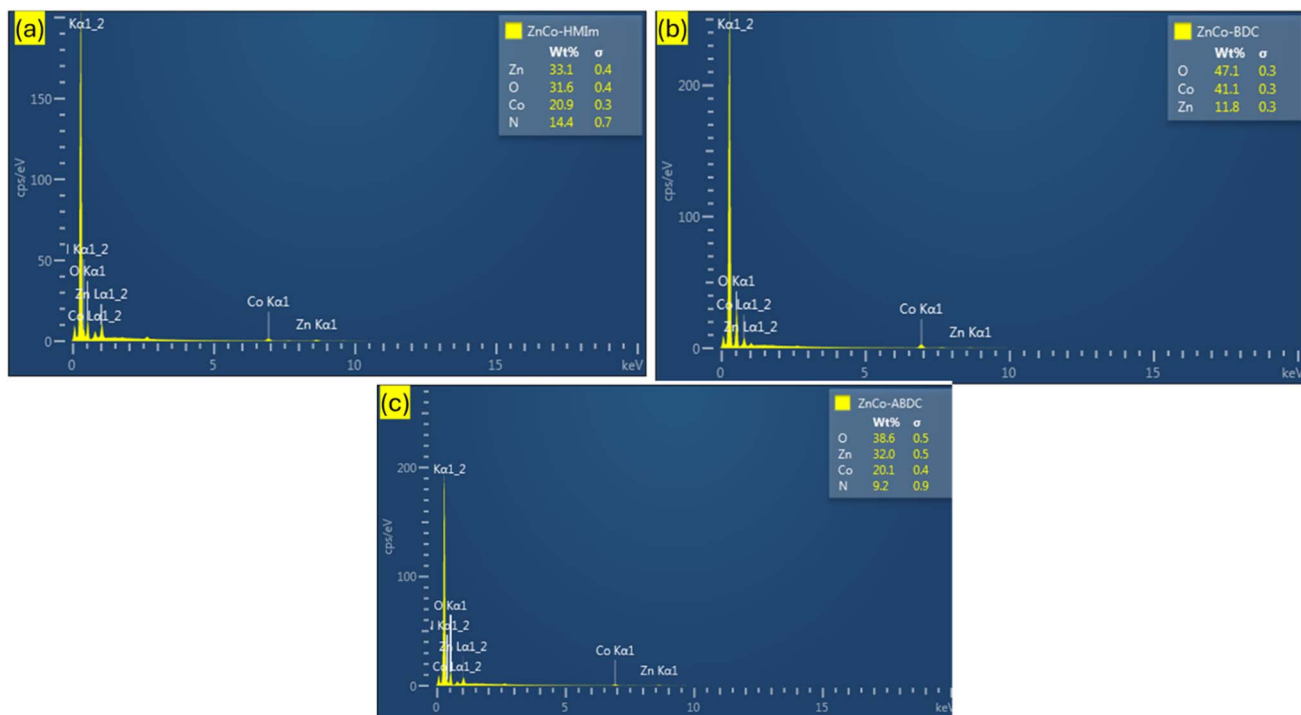 (a)
Kα1_2
ZnCo-HMIm
Wt% σ
Zn 33.1 0.4
O 31.6 0.4
Co 20.9 0.3
N 14.4 0.7
150
100
50
0
cps/eV
Kα1_2
O Kα1
Zn Lα1_2
Co Lα1_2
Co Kα1
Zn Kα1
0 5 10 15 keV
(b)
Kα1_2
ZnCo-BDC
Wt% σ
O 47.1 0.3
Co 41.1 0.3
Zn 11.8 0.3
200
100
0
cps/eV
O Kα1
Co Lα1_2
Zn Lα1_2
Co Kα1
Zn Kα1
0 5 10 15 keV
(c)
Kα1_2
ZnCo-ABDC
Wt% σ
O 38.6 0.5
Zn 32.0 0.5
Co 20.1 0.4
N 9.2 0.9
200
100
0
cps/eV
O Kα1
Kα1_2
Zn Lα1_2
Co Lα1_2
Co Kα1
Zn Kα1
0 5 10 15 keV